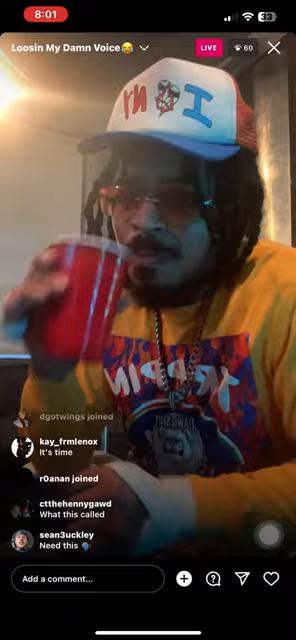 8:01
33
Loosin My Damn Voice😂
LIVE
60
I NY
TRAPPIN
dgotwings joined
kay_frmlenox
It's time
r0anan joined
ctthehennygawd
What this called
sean3uckley
Need this 🗣
Add a comment...